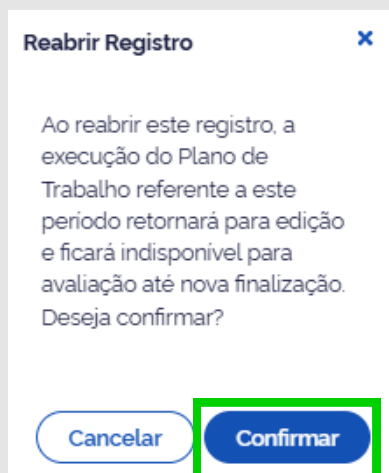 Reabrir Registro
Ao reabrir este registro, a
execução do Plano de
Trabalho referente a este
período retornará para edição
e ficará indisponível para
avaliação até nova finalização.
Deseja confirmar?
Cancelar
Confirmar